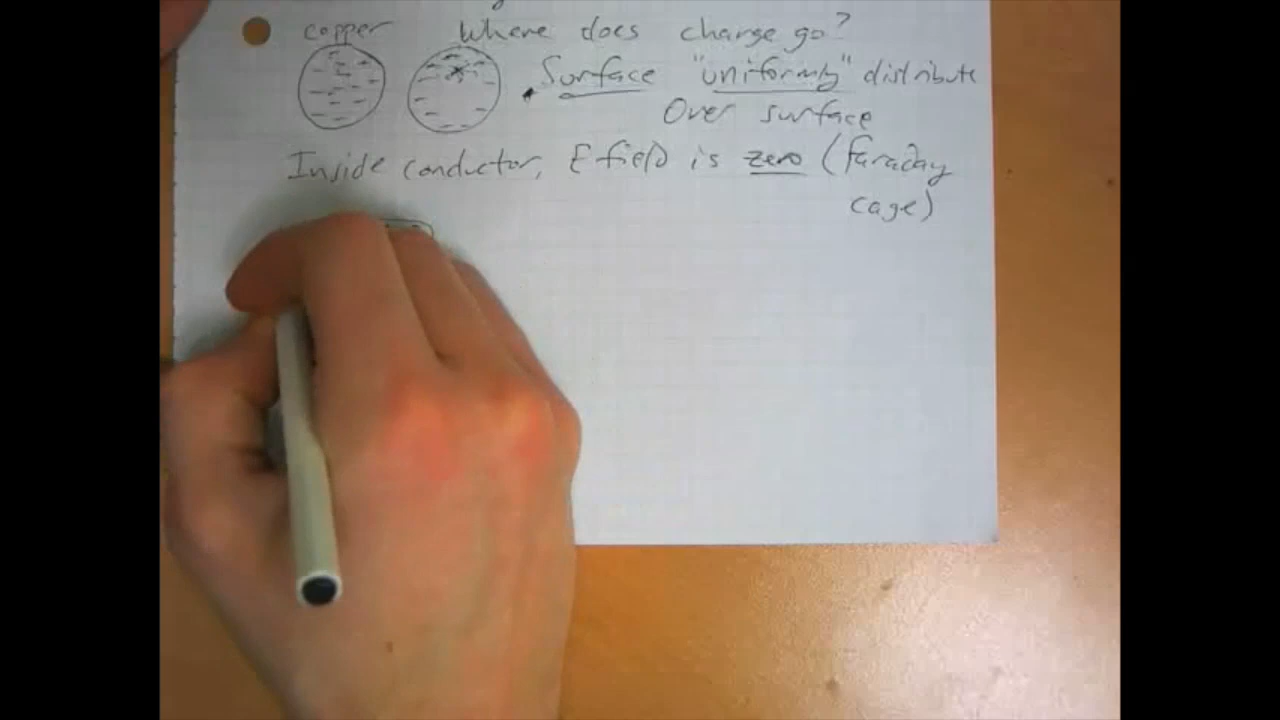 copper Where does charge go?
Surface "uniformly" distribute
Over surface
Inside conductor, E field is zero (faraday
cage)